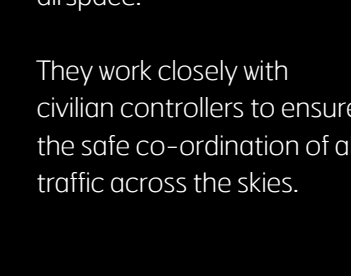 airspace.
They work closely with
civilian controllers to ensure
the safe co-ordination of a
traffic across the skies.